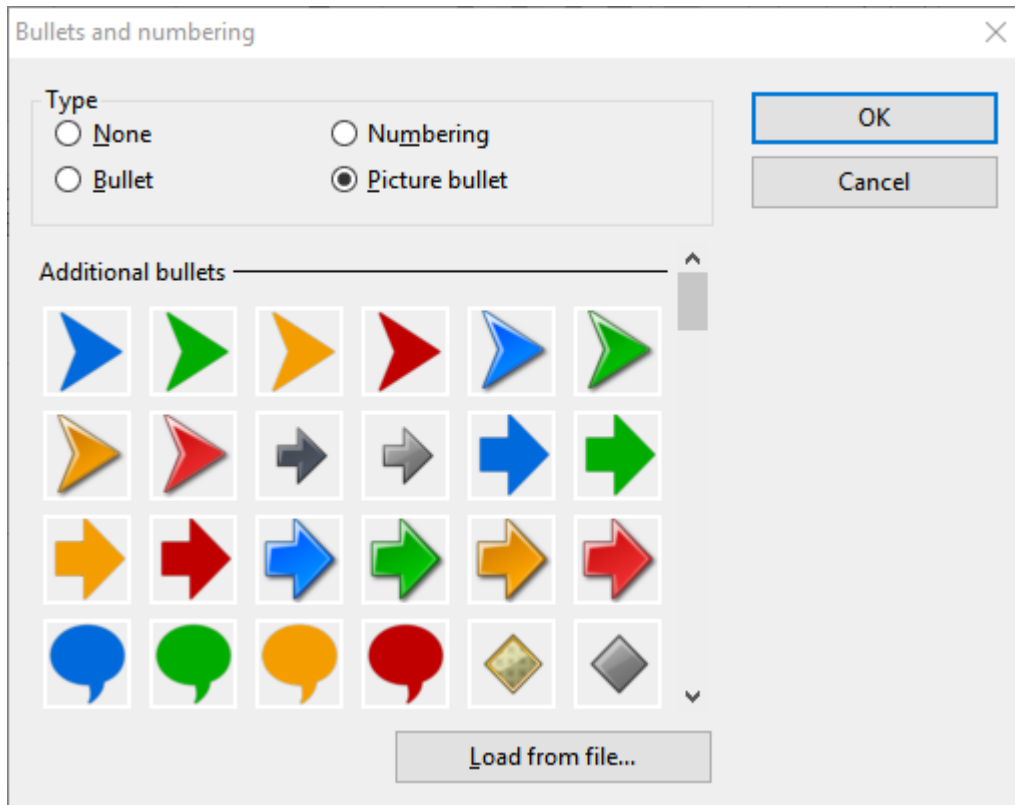 Bullets and numbering
Type
None
Numbering
Bullet
Picture bullet
OK
Cancel
Additional bullets
Load from file...